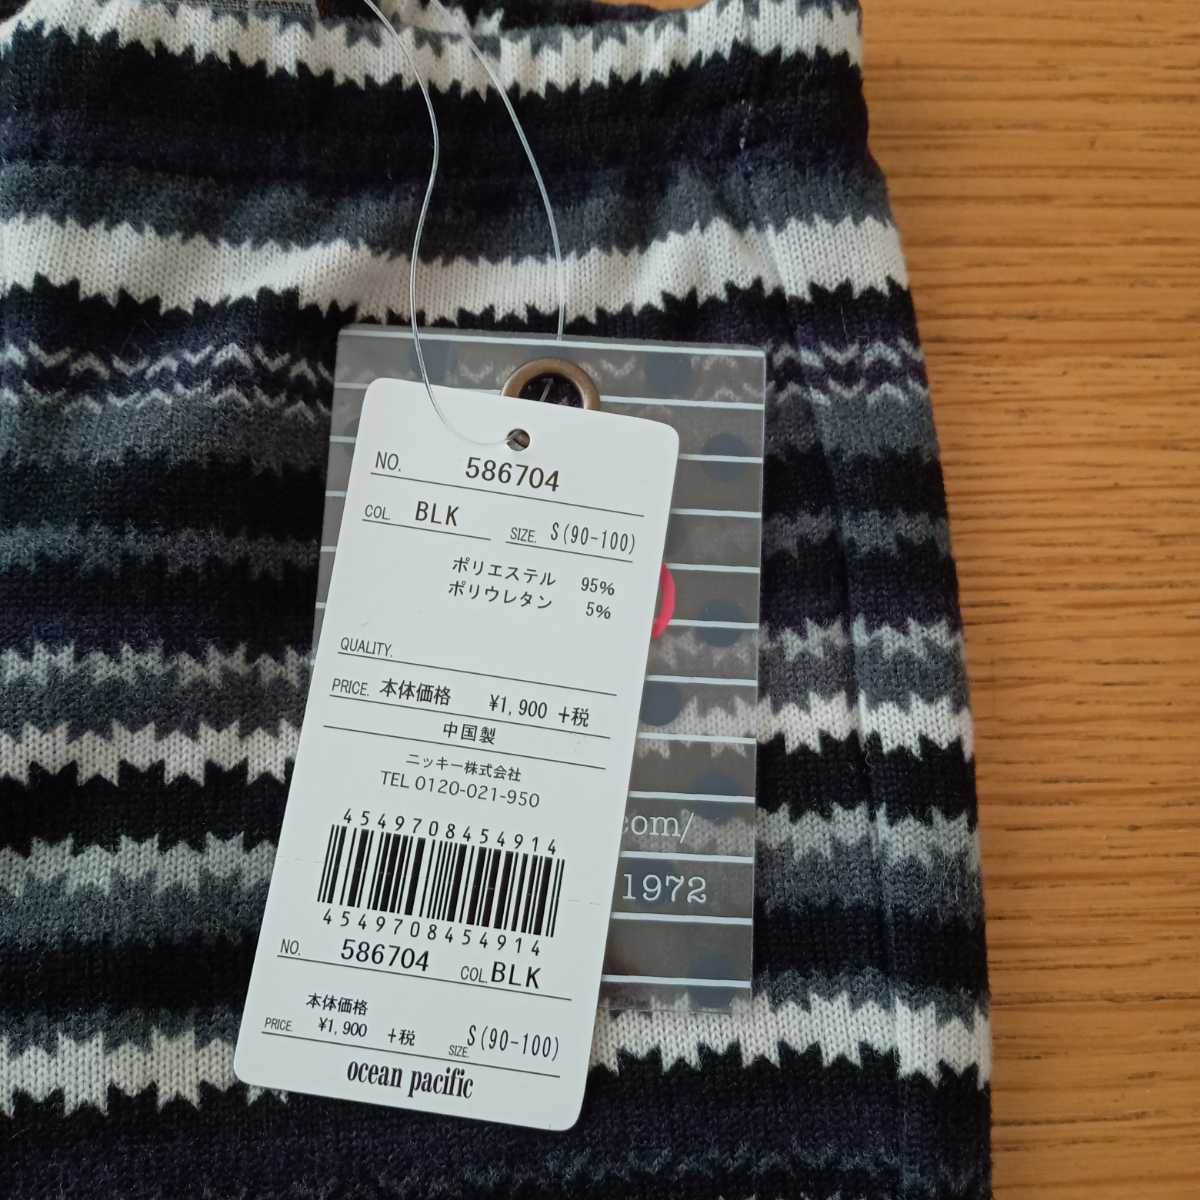 NO. 586704
COL. BLK SIZE. S(90-100)
ポリエステル 95%
ポリウレタン 5%
QUALITY.
PRICE. 本体価格 ¥1,900 +税
中国製
ニッキー株式会社
TEL 0120-021-950
4549708454914
4549708454914
NO. 586704 COL. BLK
本体価格
PRICE. ¥1,900 +税 SIZE. S(90-100)
ocean pacific
com/
1972